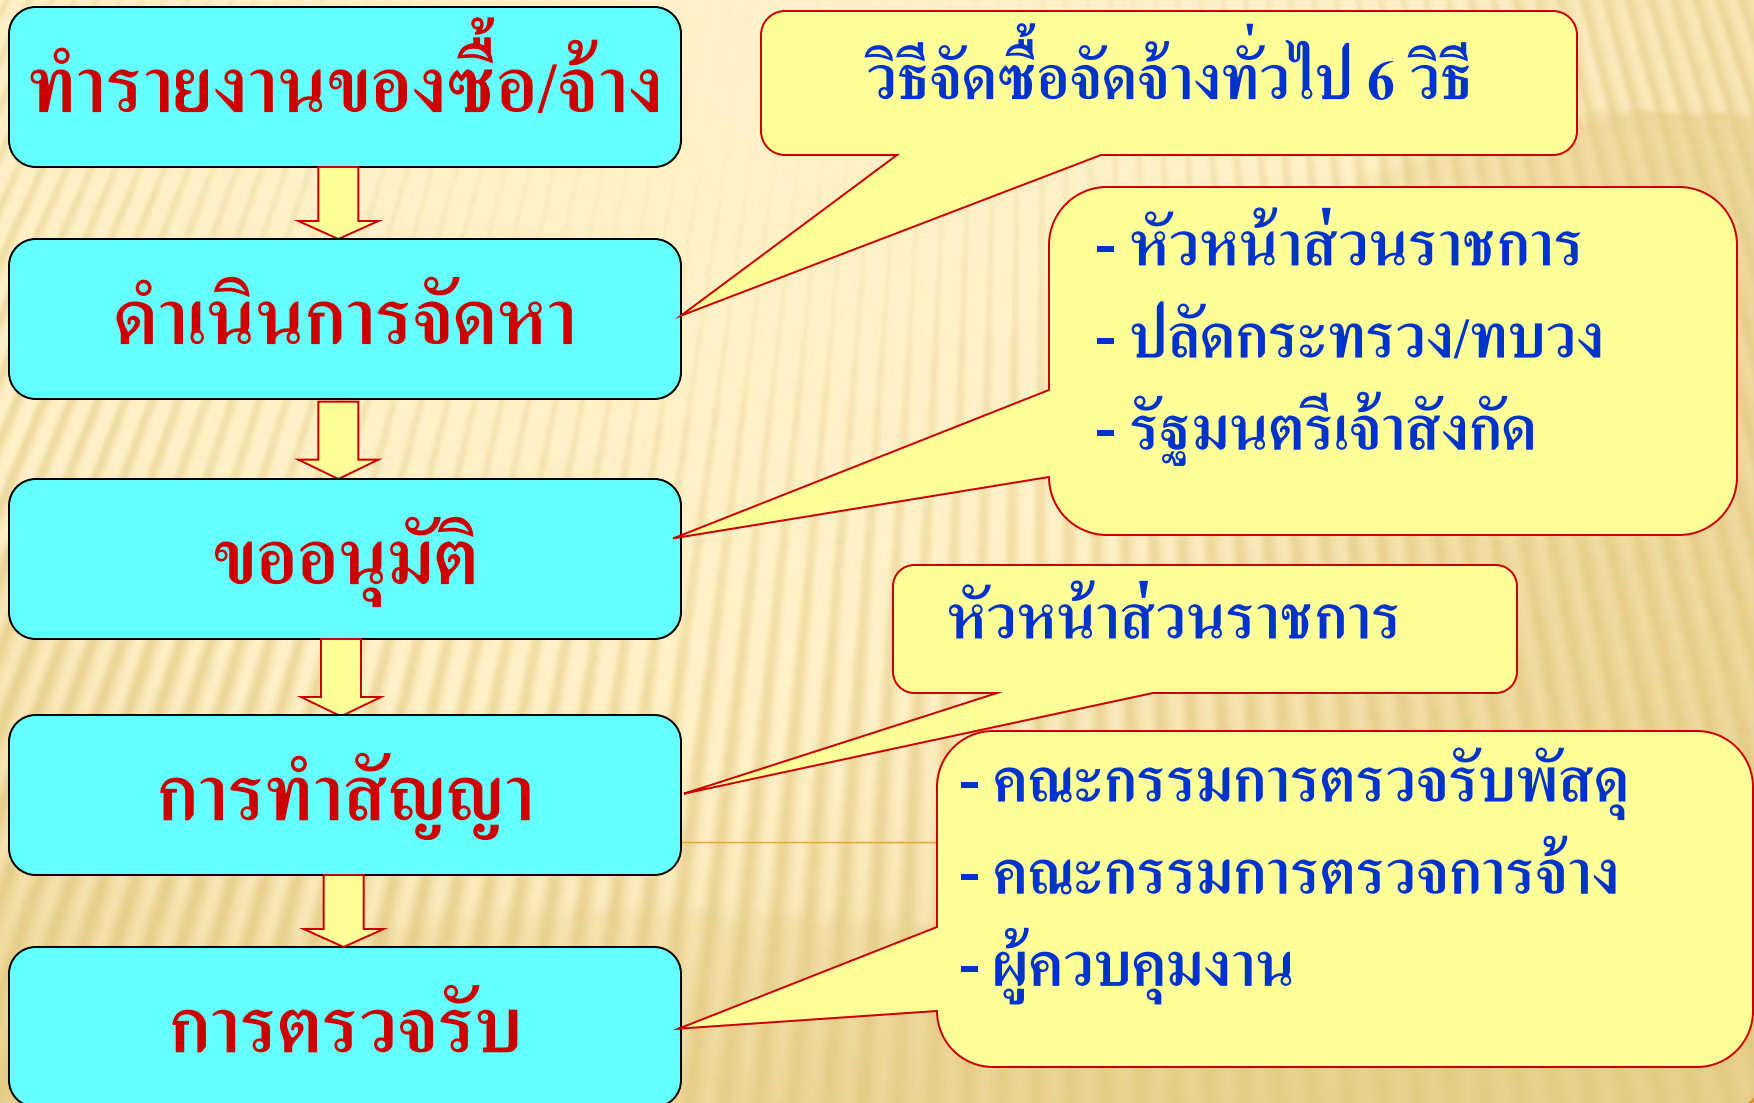 ทำรายงานของซื้อ/จ้าง
วิธีจัดซื้อจัดจ้างทั่วไป 6 วิธี
ดำเนินการจัดหา
- หัวหน้าส่วนราชการ
- ปลัดกระทรวง/ทบวง
- รัฐมนตรีเจ้าสังกัด
ขออนุมัติ
หัวหน้าส่วนราชการ
การทำสัญญา
- คณะกรรมการตรวจรับพัสดุ
- คณะกรรมการตรวจการจ้าง
- ผู้ควบคุมงาน
การตรวจรับ